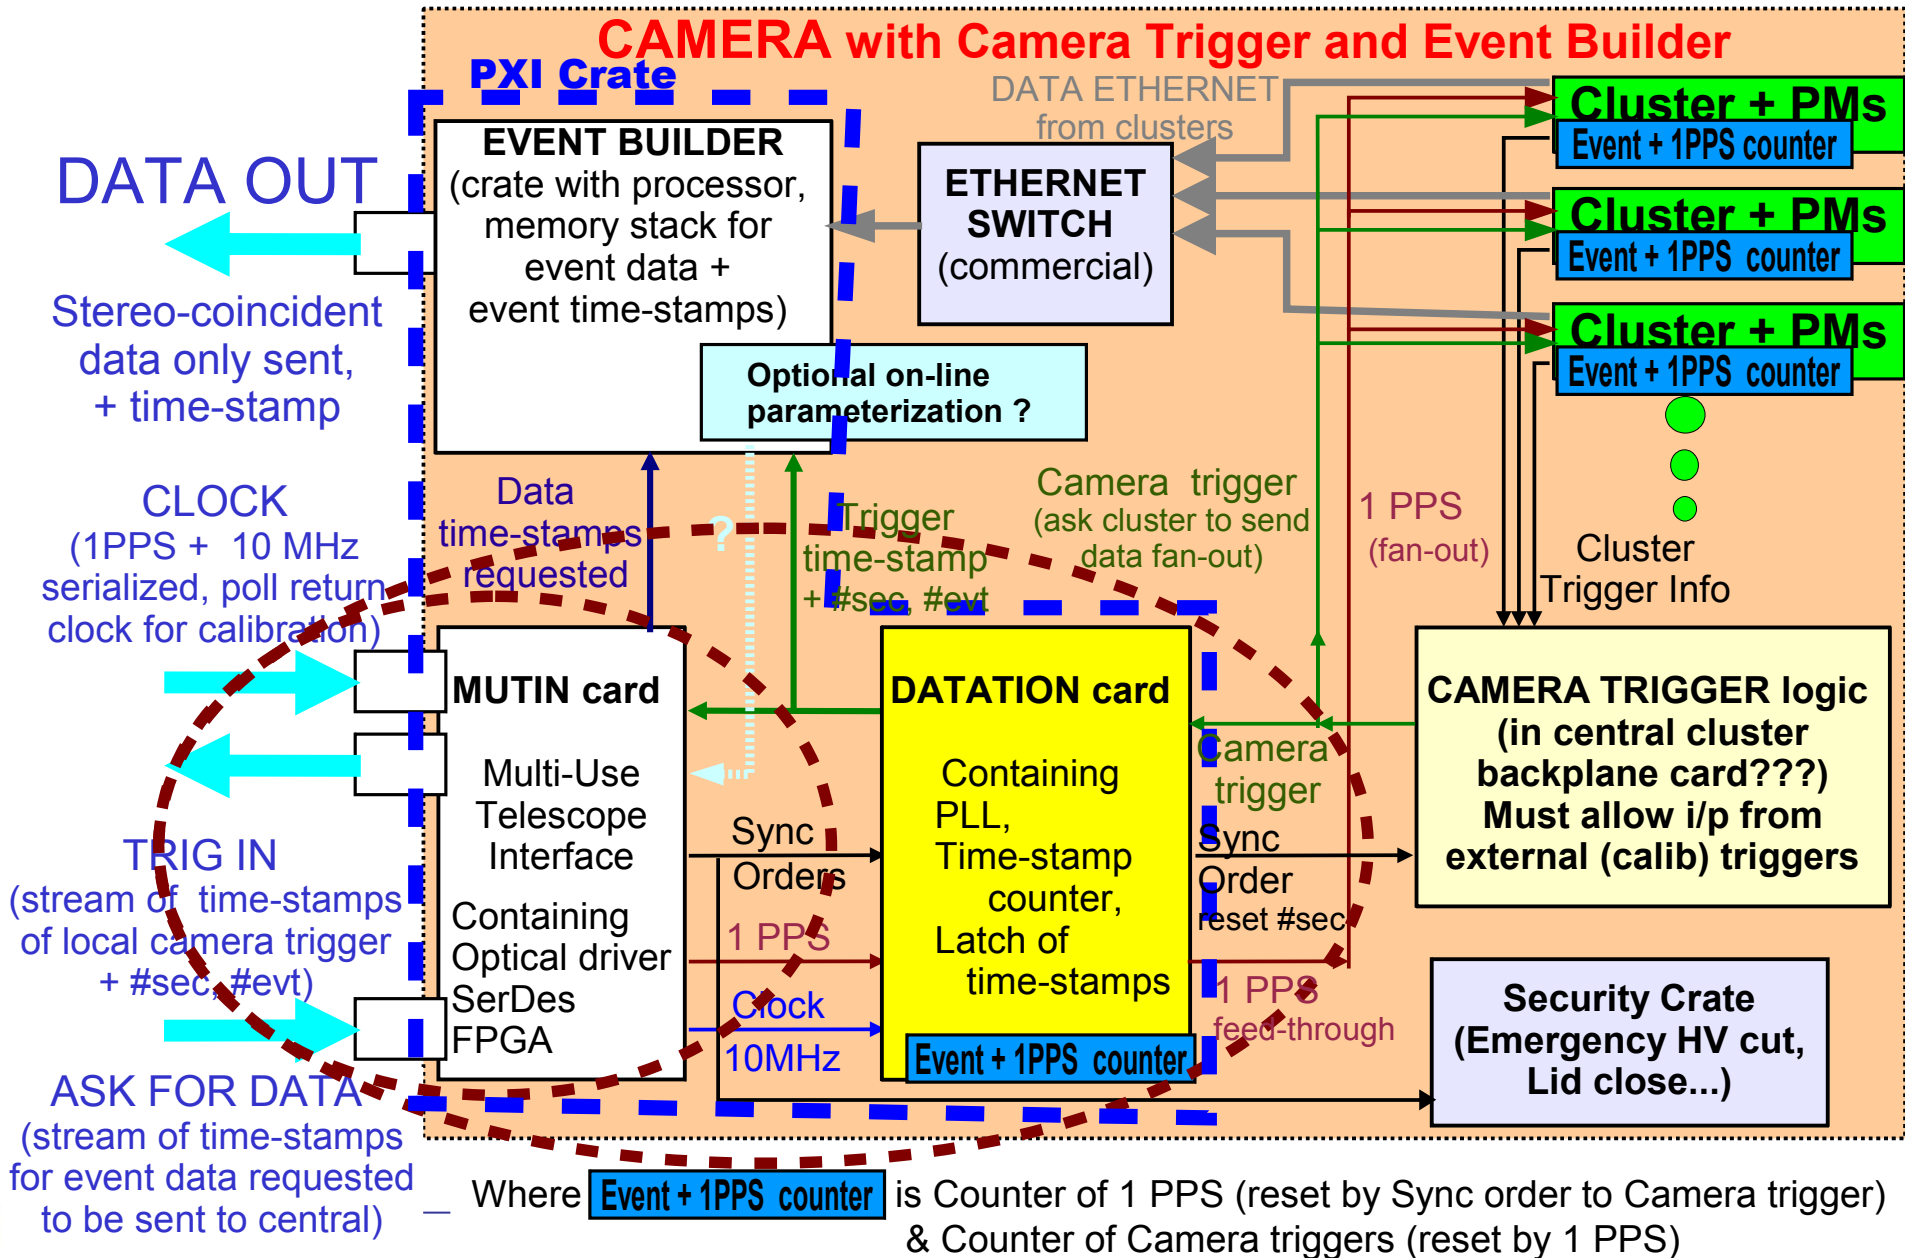 CAMERA with Camera Trigger and Event Builder
PXI Crate
DATA ETHERNET
from clusters
Cluster + PMs
Event + 1PPS counter
Cluster + PMs
Event + 1PPS counter
Cluster + PMs
Event + 1PPS counter
EVENT BUILDER
(crate with processor,
memory stack for
event data +
event time-stamps)
ETHERNET
SWITCH
(commercial)
Optional on-line
parameterization ?
DATA OUT
Stereo-coincident
data only sent,
+ time-stamp
CLOCK
(1PPS + 10 MHz
serialized, poll return
clock for calibration)
TRIG IN
(stream of time-stamps
of local camera trigger
+ #sec, #evt)
ASK FOR DATA
(stream of time-stamps
for event data requested
to be sent to central)
Data
time-stamps
requested
?
Trigger
time-stamp
+ #sec, #evt
Camera trigger
(ask cluster to send
data fan-out)
1 PPS
(fan-out)
Cluster
Trigger Info
MUTIN card
Multi-Use
Telescope
Interface
Containing
Optical driver
SerDes
FPGA
Sync
Orders
1 PPS
Clock
10MHz
DATATION card
Containing
PLL,
Time-stamp
counter,
Latch of
time-stamps
Event + 1PPS counter
Camera
trigger
Sync
Order
reset #sec
1 PPS
feed-through
CAMERA TRIGGER logic
(in central cluster
backplane card???)
Must allow i/p from
external (calib) triggers
Security Crate
(Emergency HV cut,
Lid close...)
_ Where Event + 1PPS counter is Counter of 1 PPS (reset by Sync order to Camera trigger)
& Counter of Camera triggers (reset by 1 PPS)